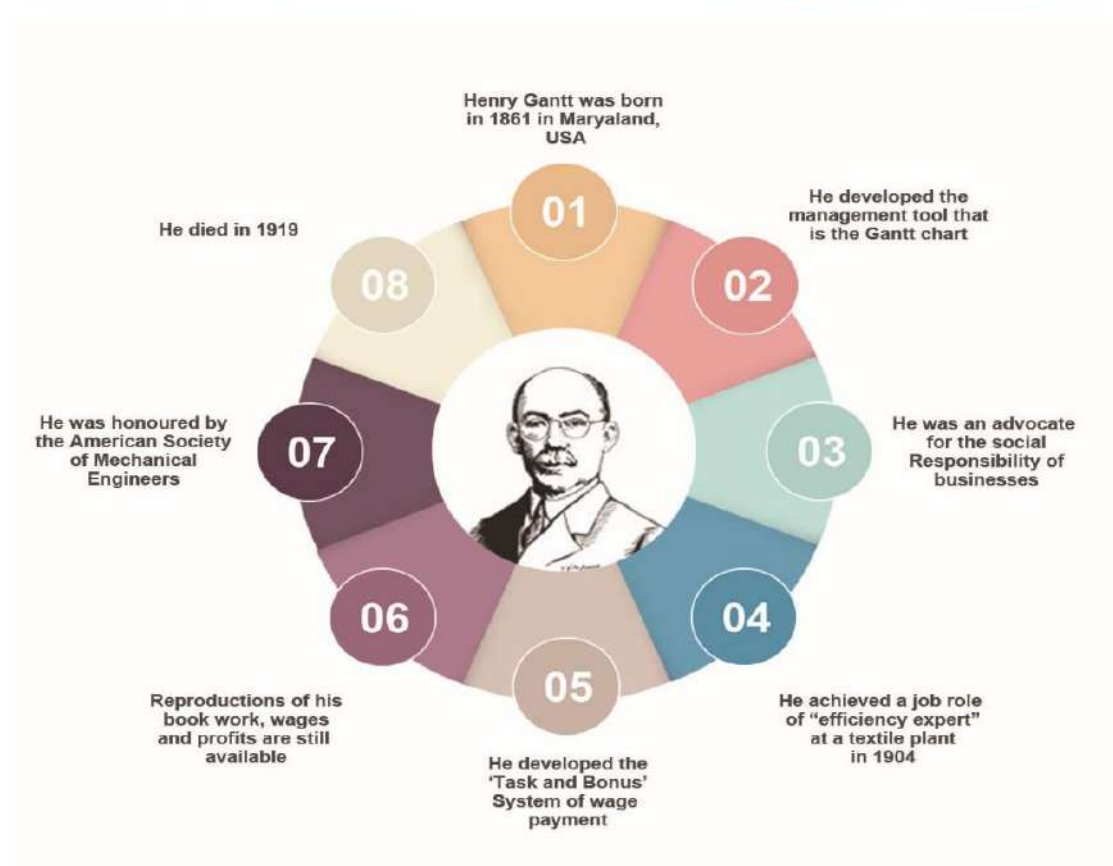 Henry Gantt was born
in 1861 in Maryaland,
USA
01
He developed the
management tool that
is the Gantt chart
02
He was an advocate
for the social
Responsibility of
businesses
03
He achieved a job role
of “efficiency expert”
at a textile plant
in 1904
04
He developed the
‘Task and Bonus’
System of wage
payment
05
Reproductions of his
book work, wages
and profits are still
available
06
He was honoured by
the American Society
of Mechanical
Engineers
07
He died in 1919
08